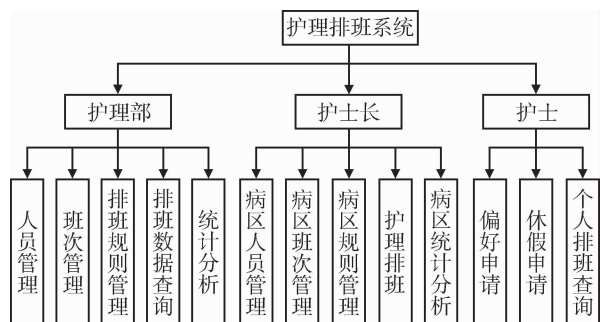 护理排班系统
护理部
护士长
护士
人员管理
班次管理
排班规则管理
排班数据查询
统计分析
病区人员管理
病区班次管理
病区规则管理
护理排班
病区统计分析
偏好申请
休假申请
个人排班查询